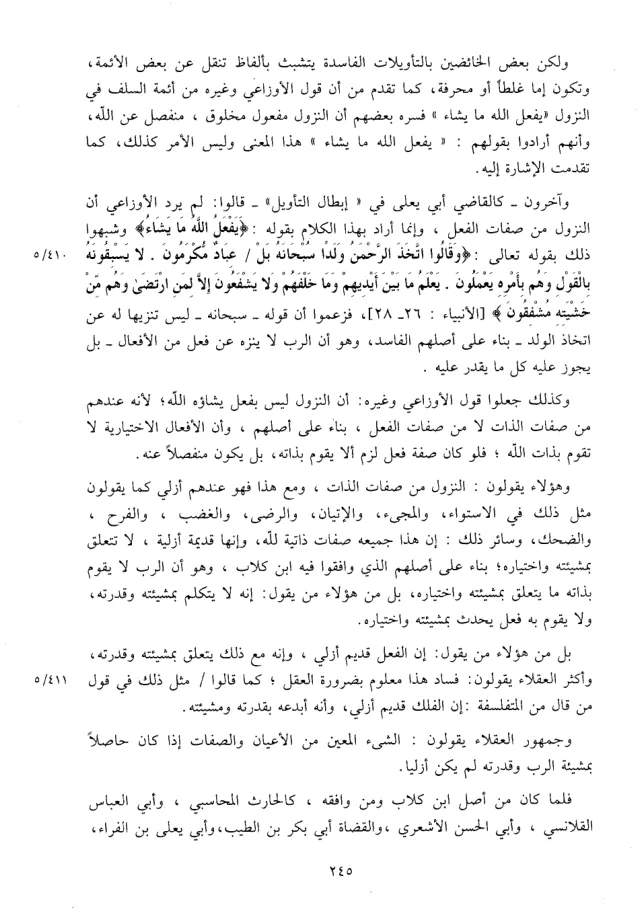 ولكن بعض الخائضين بالتأويلات الفاسدة يتشبث بألفاظ تنقل عن بعض الأئمة،
وتكون إما غلطاً أو محرفة، كما تقدم من أن قول الأوزاعي وغيره من أئمة السلف في
النزول «يفعل الله ما يشاء » فسره بعضهم أن النزول مفعول مخلوق ، منفصل عن الله،
وأنهم أرادوا بقولهم : « يفعل الله ما يشاء » هذا المعنى وليس الأمر كذلك، كما
تقدمت الإشارة إليه.
وآخرون ـ كالقاضي أبي يعلى في « إبطال التأويل» ـ قالوا: لم يرد الأوزاعي أن
النزول من صفات الفعل ، وإنما أراد بهذا الكلام بقوله :﴿يَفْعَلُ اللَّهُ مَا يَشَاءُ﴾ وشبهوا
ذلك بقوله تعالى :﴿وَقَالُوا اتَّخَذَ الرَّحْمَنُ وَلَدًا سُبْحَانَهُ بَلْ / عِبَادٌ مُّكْرَمُونَ . لا يَسْبِقُونَهُ ٥/٤١٠
بِالْقَوْلِ وَهُم بِأَمْرِهِ يَعْمَلُونَ . يَعْلَمُ مَا بَيْنَ أَيْدِيهِمْ وَمَا خَلْفَهُمْ وَلا يَشْفَعُونَ إِلاَّ لِمَنِ ارْتَضَىٰ وَهُم مِّنْ
خَشْيَتِهِ مُشْفِقُونَ ﴾ [الأنبياء : ٢٦ـ ٢٨]، فزعموا أن قوله ـ سبحانه ـ ليس تنزيها له عن
اتخاذ الولد ـ بناء على أصلهم الفاسد، وهو أن الرب لا ينزه عن فعل من الأفعال ـ بل
يجوز عليه كل ما يقدر عليه .
وكذلك جعلوا قول الأوزاعي وغيره: أن النزول ليس بفعل يشاؤه الله؛ لأنه عندهم
من صفات الذات لا من صفات الفعل ، بناء على أصلهم ، وأن الأفعال الاختيارية لا
تقوم بذات الله ؛ فلو كان صفة فعل لزم ألا يقوم بذاته، بل يكون منفصلاً عنه.
وهؤلاء يقولون : النزول من صفات الذات ، ومع هذا فهو عندهم أزلي كما يقولون
مثل ذلك في الاستواء، والمجىء، والإتيان، والرضى، والغضب ، والفرح ،
والضحك، وسائر ذلك : إن هذا جميعه صفات ذاتية لله، وإنها قديمة أزلية ، لا تتعلق
بمشيئته واختياره؛ بناء على أصلهم الذي وافقوا فيه ابن كلاب ، وهو أن الرب لا يقوم
بذاته ما يتعلق بمشيئته واختياره، بل من هؤلاء من يقول: إنه لا يتكلم بمشيئته وقدرته،
ولا يقوم به فعل يحدث بمشيئته واختياره.
بل من هؤلاء من يقول: إن الفعل قديم أزلي ، وإنه مع ذلك يتعلق بمشيئته وقدرته،
وأكثر العقلاء يقولون: فساد هذا معلوم بضرورة العقل ؛ كما قالوا / مثل ذلك في قول ٥/٤١١
من قال من المتفلسفة :إن الفلك قديم أزلي، وأنه أبدعه بقدرته ومشيئته.
وجمهور العقلاء يقولون : الشىء المعين من الأعيان والصفات إذا كان حاصلاً
بمشيئة الرب وقدرته لم يكن أزليا.
فلما كان من أصل ابن كلاب ومن وافقه ، كالحارث المحاسبي ، وأبي العباس
القلانسي ، وأبي الحسن الأشعري ،والقضاة أبي بكر بن الطيب،وأبي يعلى بن الفراء،
٢٤٥